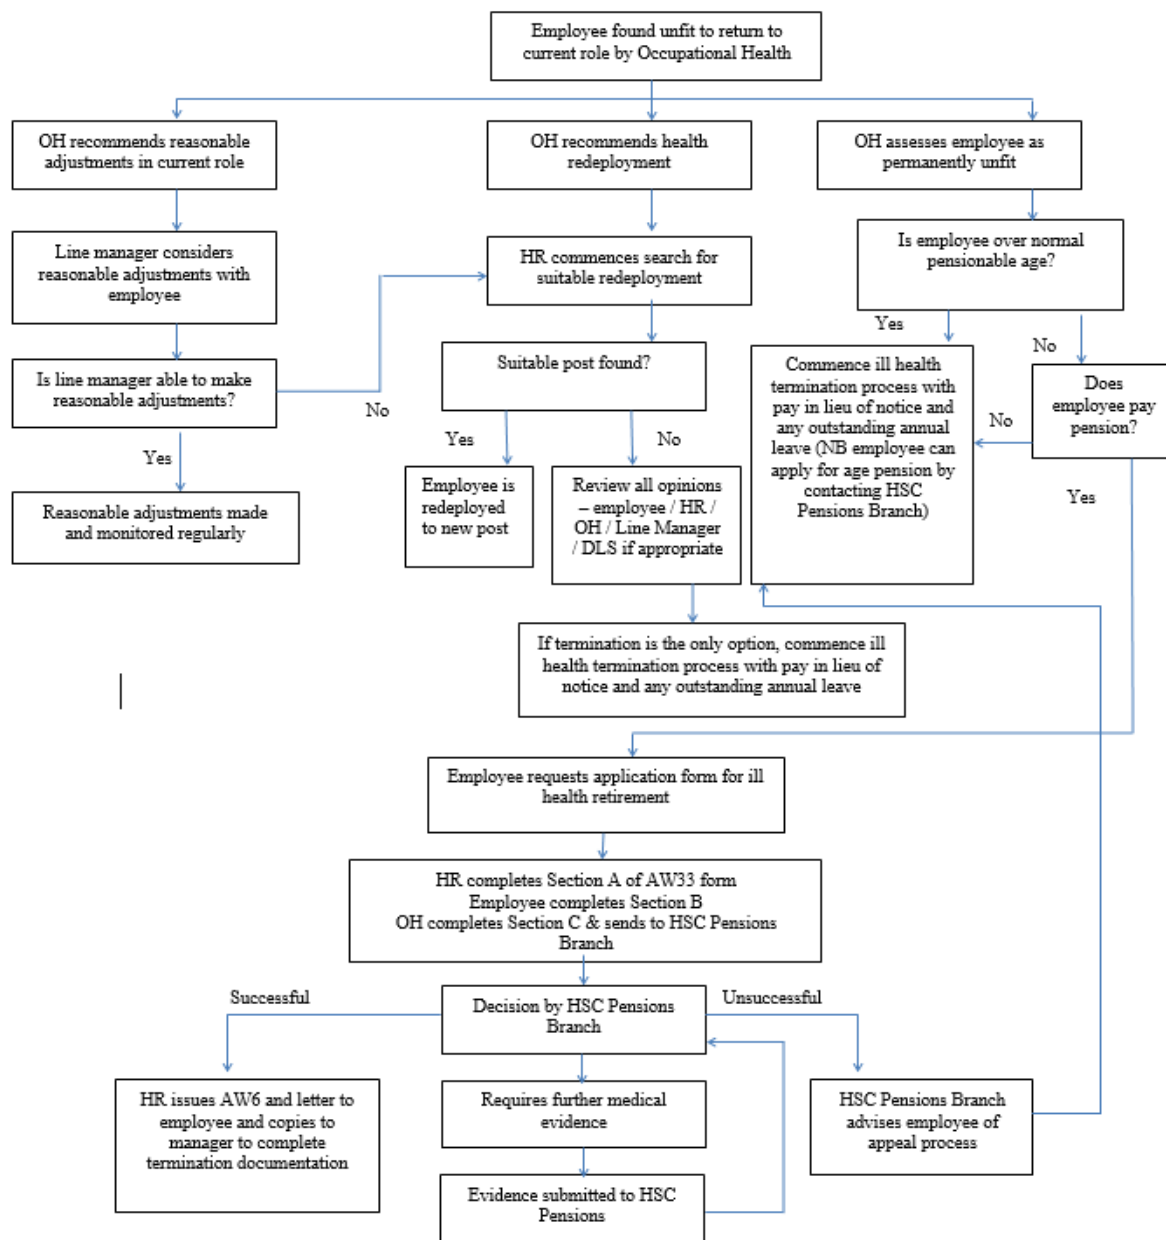 Employee found unfit to return to
current role by Occupational Health
OH recommends reasonable
adjustments in current role
OH recommends health
redeployment
OH assesses employee as
permanently unfit
Line manager considers
reasonable adjustments with
employee
HR commences search for
suitable redeployment
Is employee over normal
pensionable age?
Yes
No
Is line manager able to make
reasonable adjustments?
No
Suitable post found?
Commence ill health
termination process with
pay in lieu of notice and
any outstanding annual
leave (NB employee can
apply for age pension by
contacting HSC
Pensions Branch)
Does
employee pay
pension?
No
Yes
Yes
Yes
No
Reasonable adjustments made
and monitored regularly
Employee is
redeployed
to new post
Review all opinions
– employee / HR /
OH / Line Manager
/ DLS if appropriate
If termination is the only option, commence ill
health termination process with pay in lieu of
notice and any outstanding annual leave
Employee requests application form for ill
health retirement
HR completes Section A of AW33 form
Employee completes Section B
OH completes Section C & sends to HSC Pensions
Branch
Successful
Decision by HSC Pensions
Branch
Unsuccessful
HR issues AW6 and letter to
employee and copies to
manager to complete
termination documentation
Requires further medical
evidence
HSC Pensions Branch
advises employee of
appeal process
Evidence submitted to HSC
Pensions